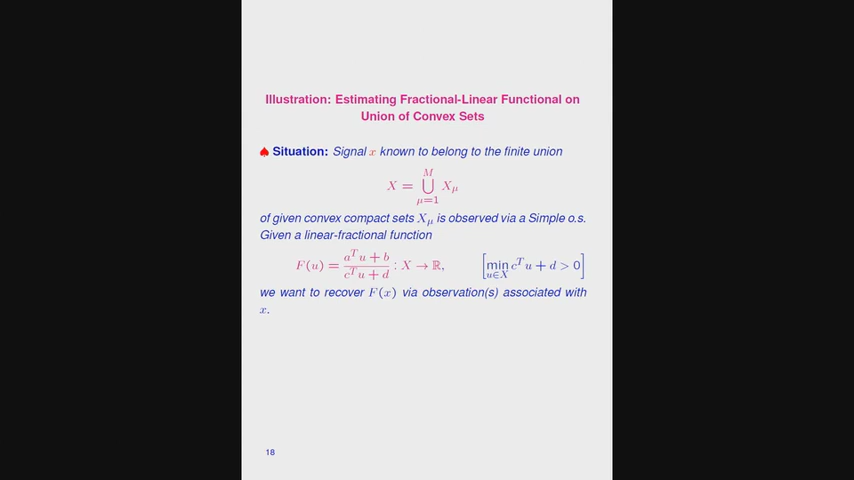 Illustration: Estimating Fractional-Linear Functional on
Union of Convex Sets
♠ Situation: Signal x known to belong to the finite union
X = ⋃_{μ=1}^{M} X_μ
of given convex compact sets X_μ is observed via a Simple o.s.
Given a linear-fractional function
F(u) = \frac{a^T u + b}{c^T u + d} : X → ℝ, [min_{u∈X} c^T u + d > 0]
we want to recover F(x) via observation(s) associated with
x.
18